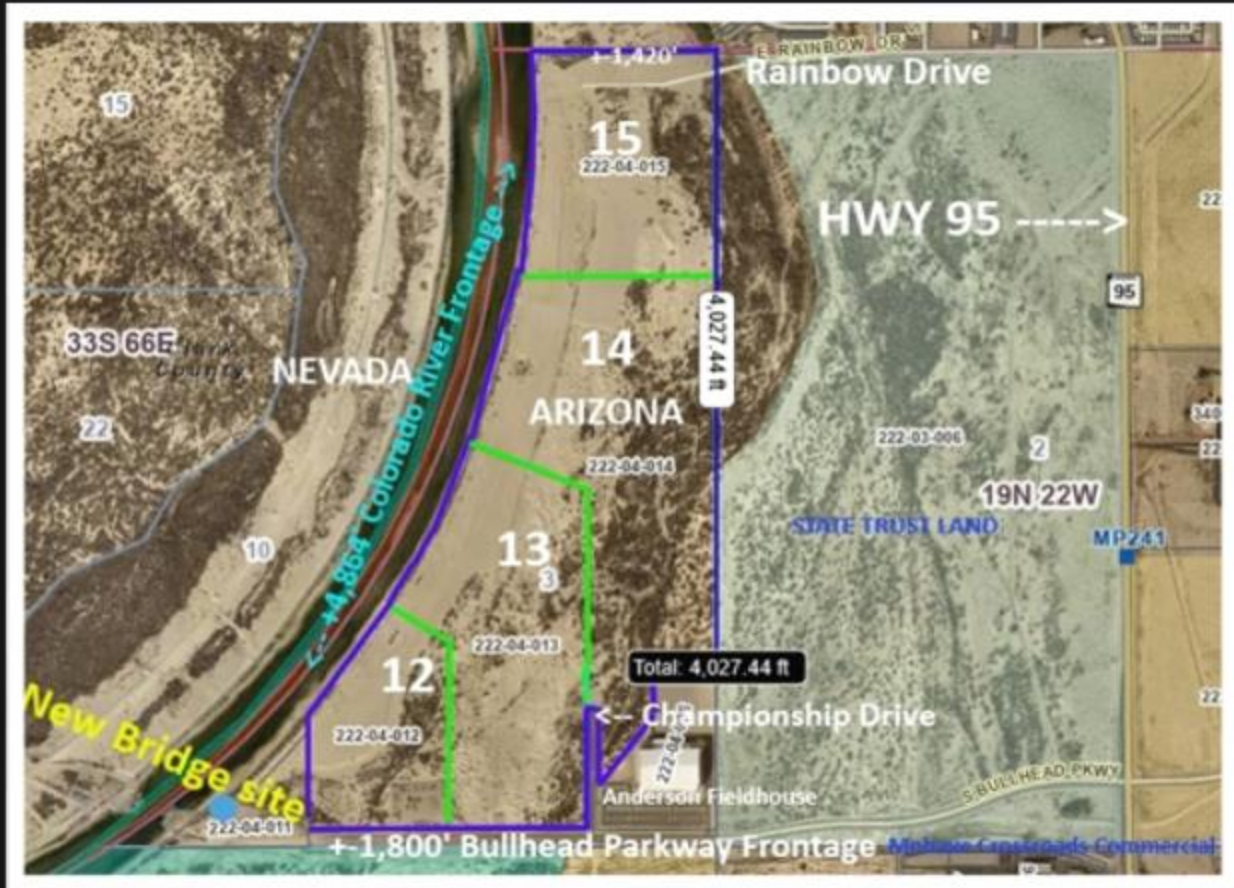 +-1,420'
E RAINBOW DR
Rainbow Drive
15
15
222-04-015
HWY 95 ----->
22
95
<-- +4,864 Colorado River Frontage -->
4,027.44 ft
33S 66E
County
NEVADA
14
ARIZONA
22
222-04-014
222-03-006
2
19N 22W
340
22
STATE TRUST LAND
MP241
10
13
3
222-04-013
Total: 4,027.44 ft
12
222-04-012
<-- Championship Drive
22
New Bridge site
222-04-011
Anderson Fieldhouse
S BULLHEAD PKWY
+-1,800' Bullhead Parkway Frontage
Mohave Crossroads Commercial